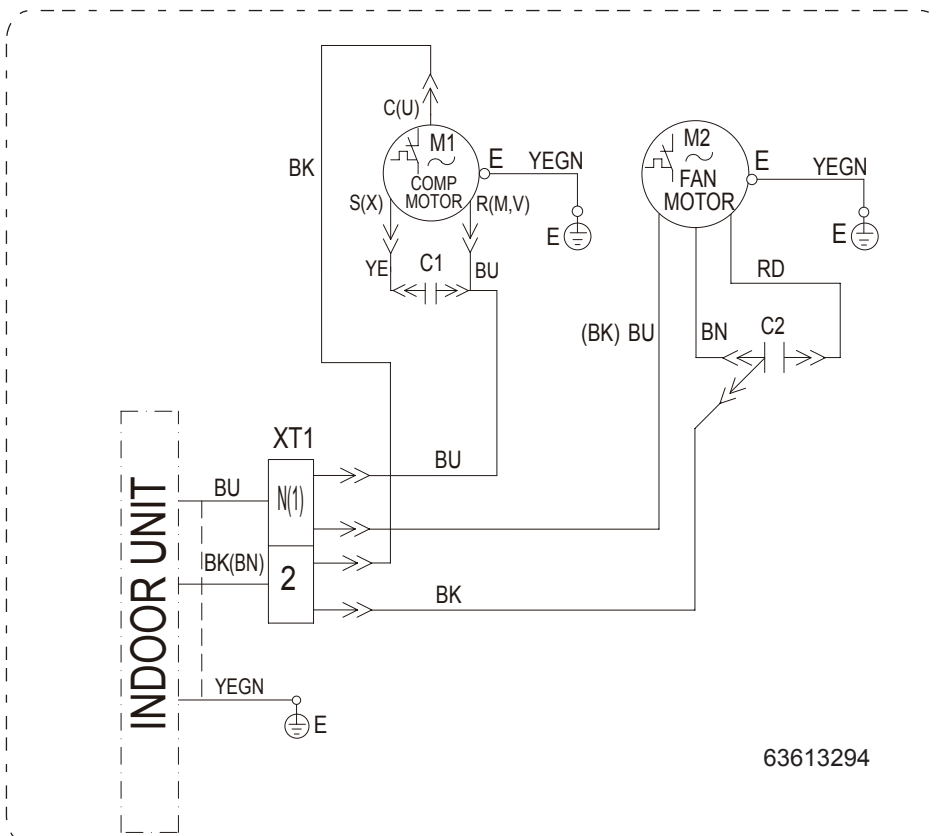 C(U)
BK
M1
COMP
MOTOR
E
YEGN
M2
FAN
MOTOR
E
YEGN
S(X)
R(M,V)
E
E
YE
C1
BU
RD
(BK) BU
BN
C2
XT1
BU
BU
N(1)
BK(BN)
2
BK
INDOOR UNIT
YEGN
E
63613294